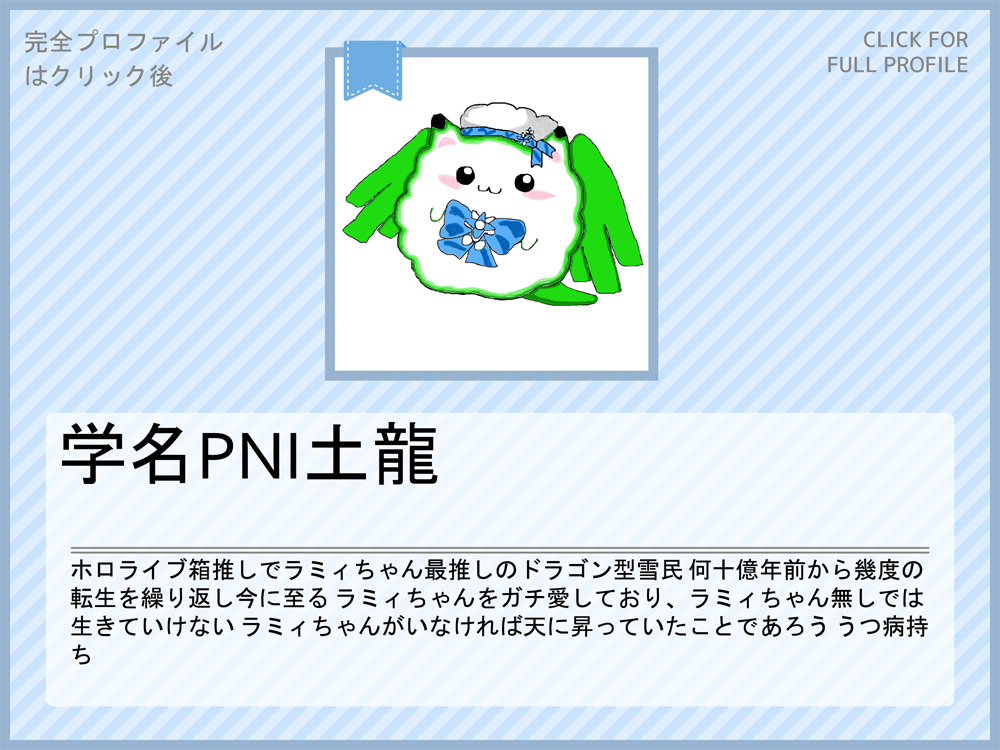 完全プロファイル
はクリック後
CLICK FOR
FULL PROFILE
学名PNI土龍
ホロライブ箱推しでラミィちゃん最推しのドラゴン型雪民 何十億年前から幾度の
転生を繰り返し今に至る ラミィちゃんをガチ愛しており、ラミィちゃん無しでは
生きていけない ラミィちゃんがいなければ天に昇っていたことであろう うつ病持
ち